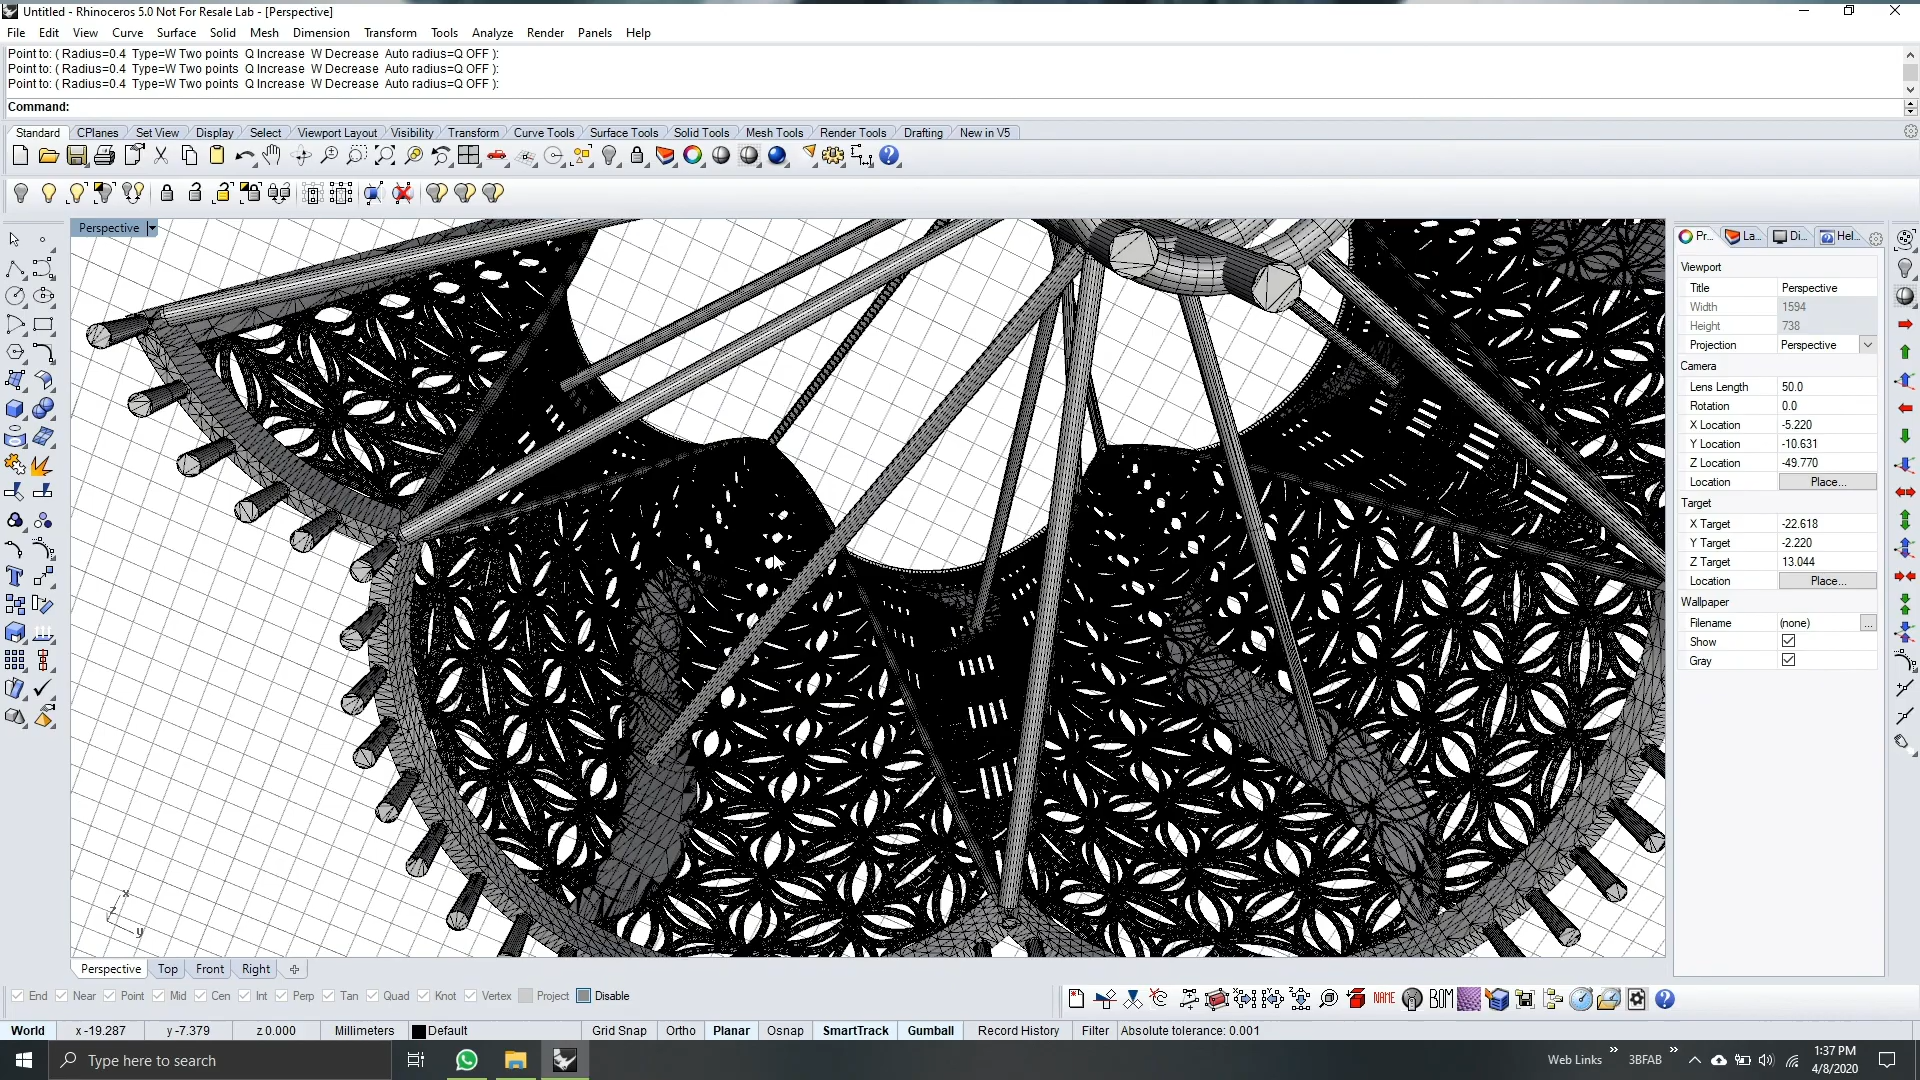 Untitled - Rhinoceros 5.0 Not For Resale Lab - [Perspective]
File Edit View Curve Surface Solid Mesh Dimension Transform Tools Analyze Render Panels Help
Point to: ( Radius=0.4 Type=W Two points Q Increase W Decrease Auto radius=Q OFF ):
Point to: ( Radius=0.4 Type=W Two points Q Increase W Decrease Auto radius=Q OFF ):
Point to: ( Radius=0.4 Type=W Two points Q Increase W Decrease Auto radius=Q OFF ):
Command:
Standard CPlanes Set View Display Select Viewport Layout Visibility Transform Curve Tools Surface Tools Solid Tools Mesh Tools Render Tools Drafting New in V5
Perspective
Pr... La... Di... Hel...
Viewport
Title Perspective
Width 1594
Height 738
Projection Perspective
Camera
Lens Length 50.0
Rotation 0.0
X Location -5.220
Y Location -10.631
Z Location -49.770
Location Place...
Target
X Target -22.618
Y Target -2.220
Z Target 13.044
Location Place...
Wallpaper
Filename (none) ...
Show
Gray
x
z
y
Perspective Top Front Right
End Near Point Mid Cen Int Perp Tan Quad Knot Vertex Project Disable
NAME BOM
World x -19.287 y -7.379 z 0.000 Millimeters Default Grid Snap Ortho Planar Osnap SmartTrack Gumball Record History Filter Absolute tolerance: 0.001
Type here to search
Web Links 3BFAB
1:37 PM
4/8/2020